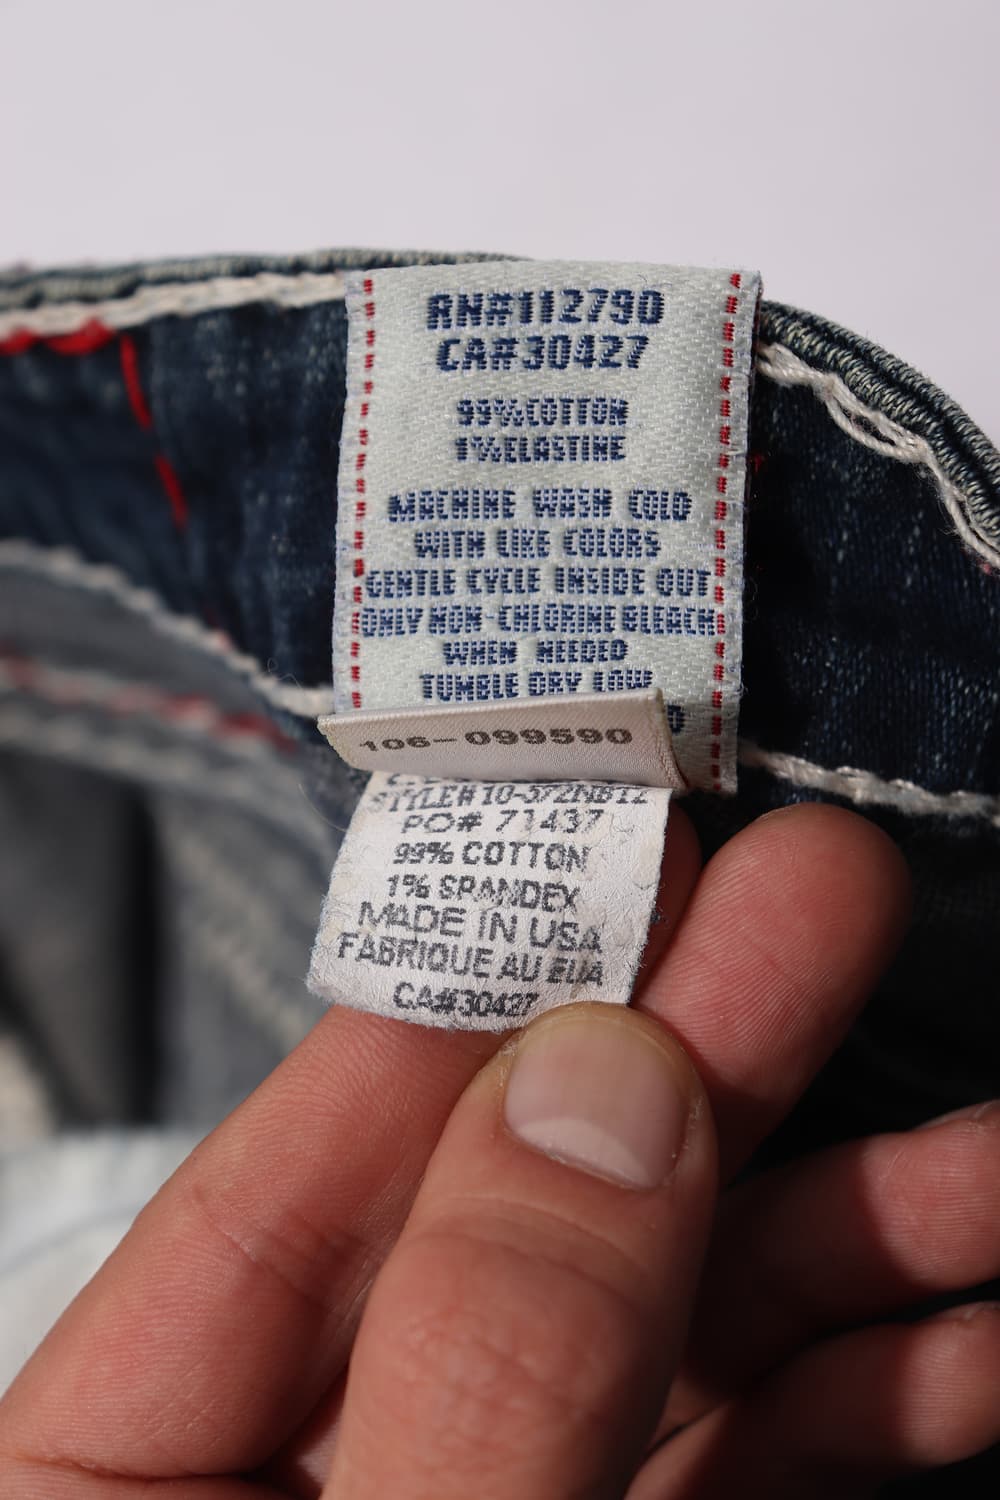 RN#112790
CA#30427
99%COTTON
1%ELASTINE
MACHINE WASH COLD
WITH LIKE COLORS
GENTLE CYCLE INSIDE OUT
ONLY NON-CHLORINE BLEACH
WHEN NEEDED
TUMBLE DRY LOW
106-099590
STYLE# 10-572NB12
PO# 71437
99% COTTON
1% SPANDEX
MADE IN USA
FABRIQUE AU EUA
CA#30427